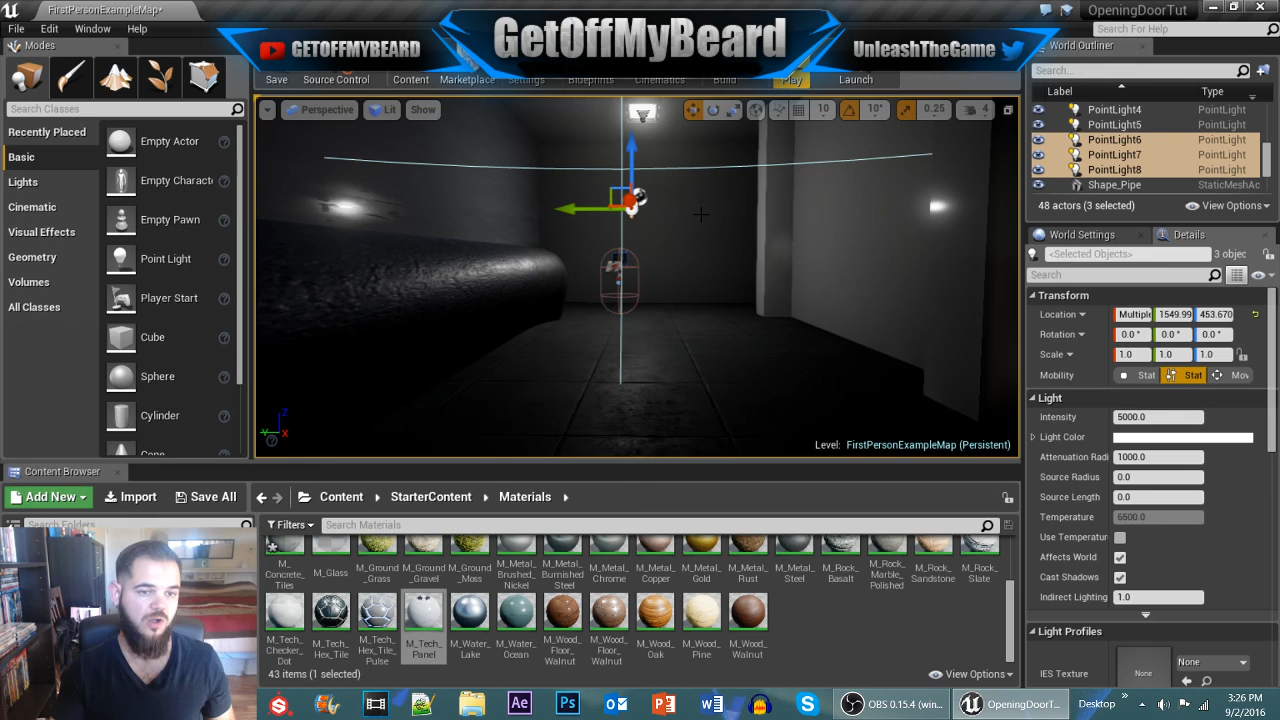 FirstPersonExampleMap*
OpeningDoorTut
File Edit Window Help
Search For Help
GETOFFMYBEARD
GetOffMyBeard
UnleashTheGame
Modes
World Outliner
Save Source Control Content Marketplace Settings Blueprints Cinematics Build Play Launch
Search Classes
Recently Placed
Basic
Lights
Cinematic
Visual Effects
Geometry
Volumes
All Classes
Empty Actor
Empty Charact
Empty Pawn
Point Light
Player Start
Cube
Sphere
Cylinder
Cone
Perspective Lit Show
10 10° 0.25 4
Level: FirstPersonExampleMap (Persistent)
Search...
Label Type
PointLight4 PointLight
PointLight5 PointLight
PointLight6 PointLight
PointLight7 PointLight
PointLight8 PointLight
Shape_Pipe StaticMeshAc
48 actors (3 selected) View Options
World Settings Details
<Selected Objects> 3 objec
Search
Transform
Location Multiple 1549.99 453.670
Rotation 0.0 ° 0.0 ° 0.0 °
Scale 1.0 1.0 1.0
Mobility Stat Stat Mov
Light
Intensity 5000.0
Light Color
Attenuation Radi 1000.0
Source Radius 0.0
Source Length 0.0
Temperature 6500.0
Use Temperatur
Affects World
Cast Shadows
Indirect Lighting 1.0
Light Profiles
IES Texture None None
Content Browser
Add New Import Save All Content StarterContent Materials
Search Folders
Filters Search Materials
M_Concrete_Tiles
M_Glass
M_Ground_Grass
M_Ground_Gravel
M_Ground_Moss
M_Metal_Brushed_Nickel
M_Metal_Burnished_Steel
M_Metal_Chrome
M_Metal_Copper
M_Metal_Gold
M_Metal_Rust
M_Metal_Steel
M_Rock_Basalt
M_Rock_Marble_Polished
M_Rock_Sandstone
M_Rock_Slate
M_Tech_Checker_Dot
M_Tech_Hex_Tile
M_Tech_Hex_Tile_Pulse
M_Tech_Panel
M_Water_Lake
M_Water_Ocean
M_Wood_Floor_Walnut
M_Wood_Floor_Walnut
M_Wood_Oak
M_Wood_Pine
M_Wood_Walnut
43 items (1 selected) View Options
Ae Ps OBS 0.15.4 (win... OpeningDoorT... Desktop
3:26 PM
9/2/2016